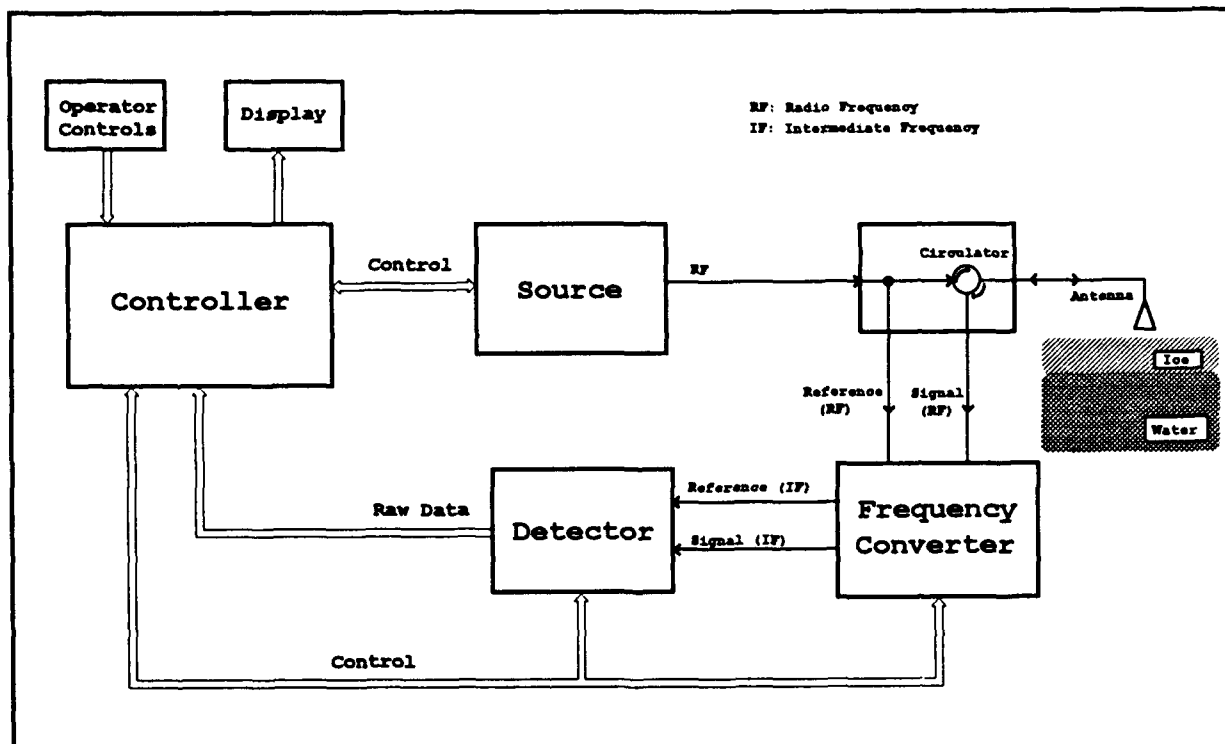 Operator
Controls
Display
RF: Radio Frequency
IF: Intermediate Frequency
Controller
Control
Source
RF
Circulator
Antenna
Ice
Water
Reference
(RF)
Signal
(RF)
Raw Data
Detector
Reference (IF)
Signal (IF)
Frequency
Converter
Control